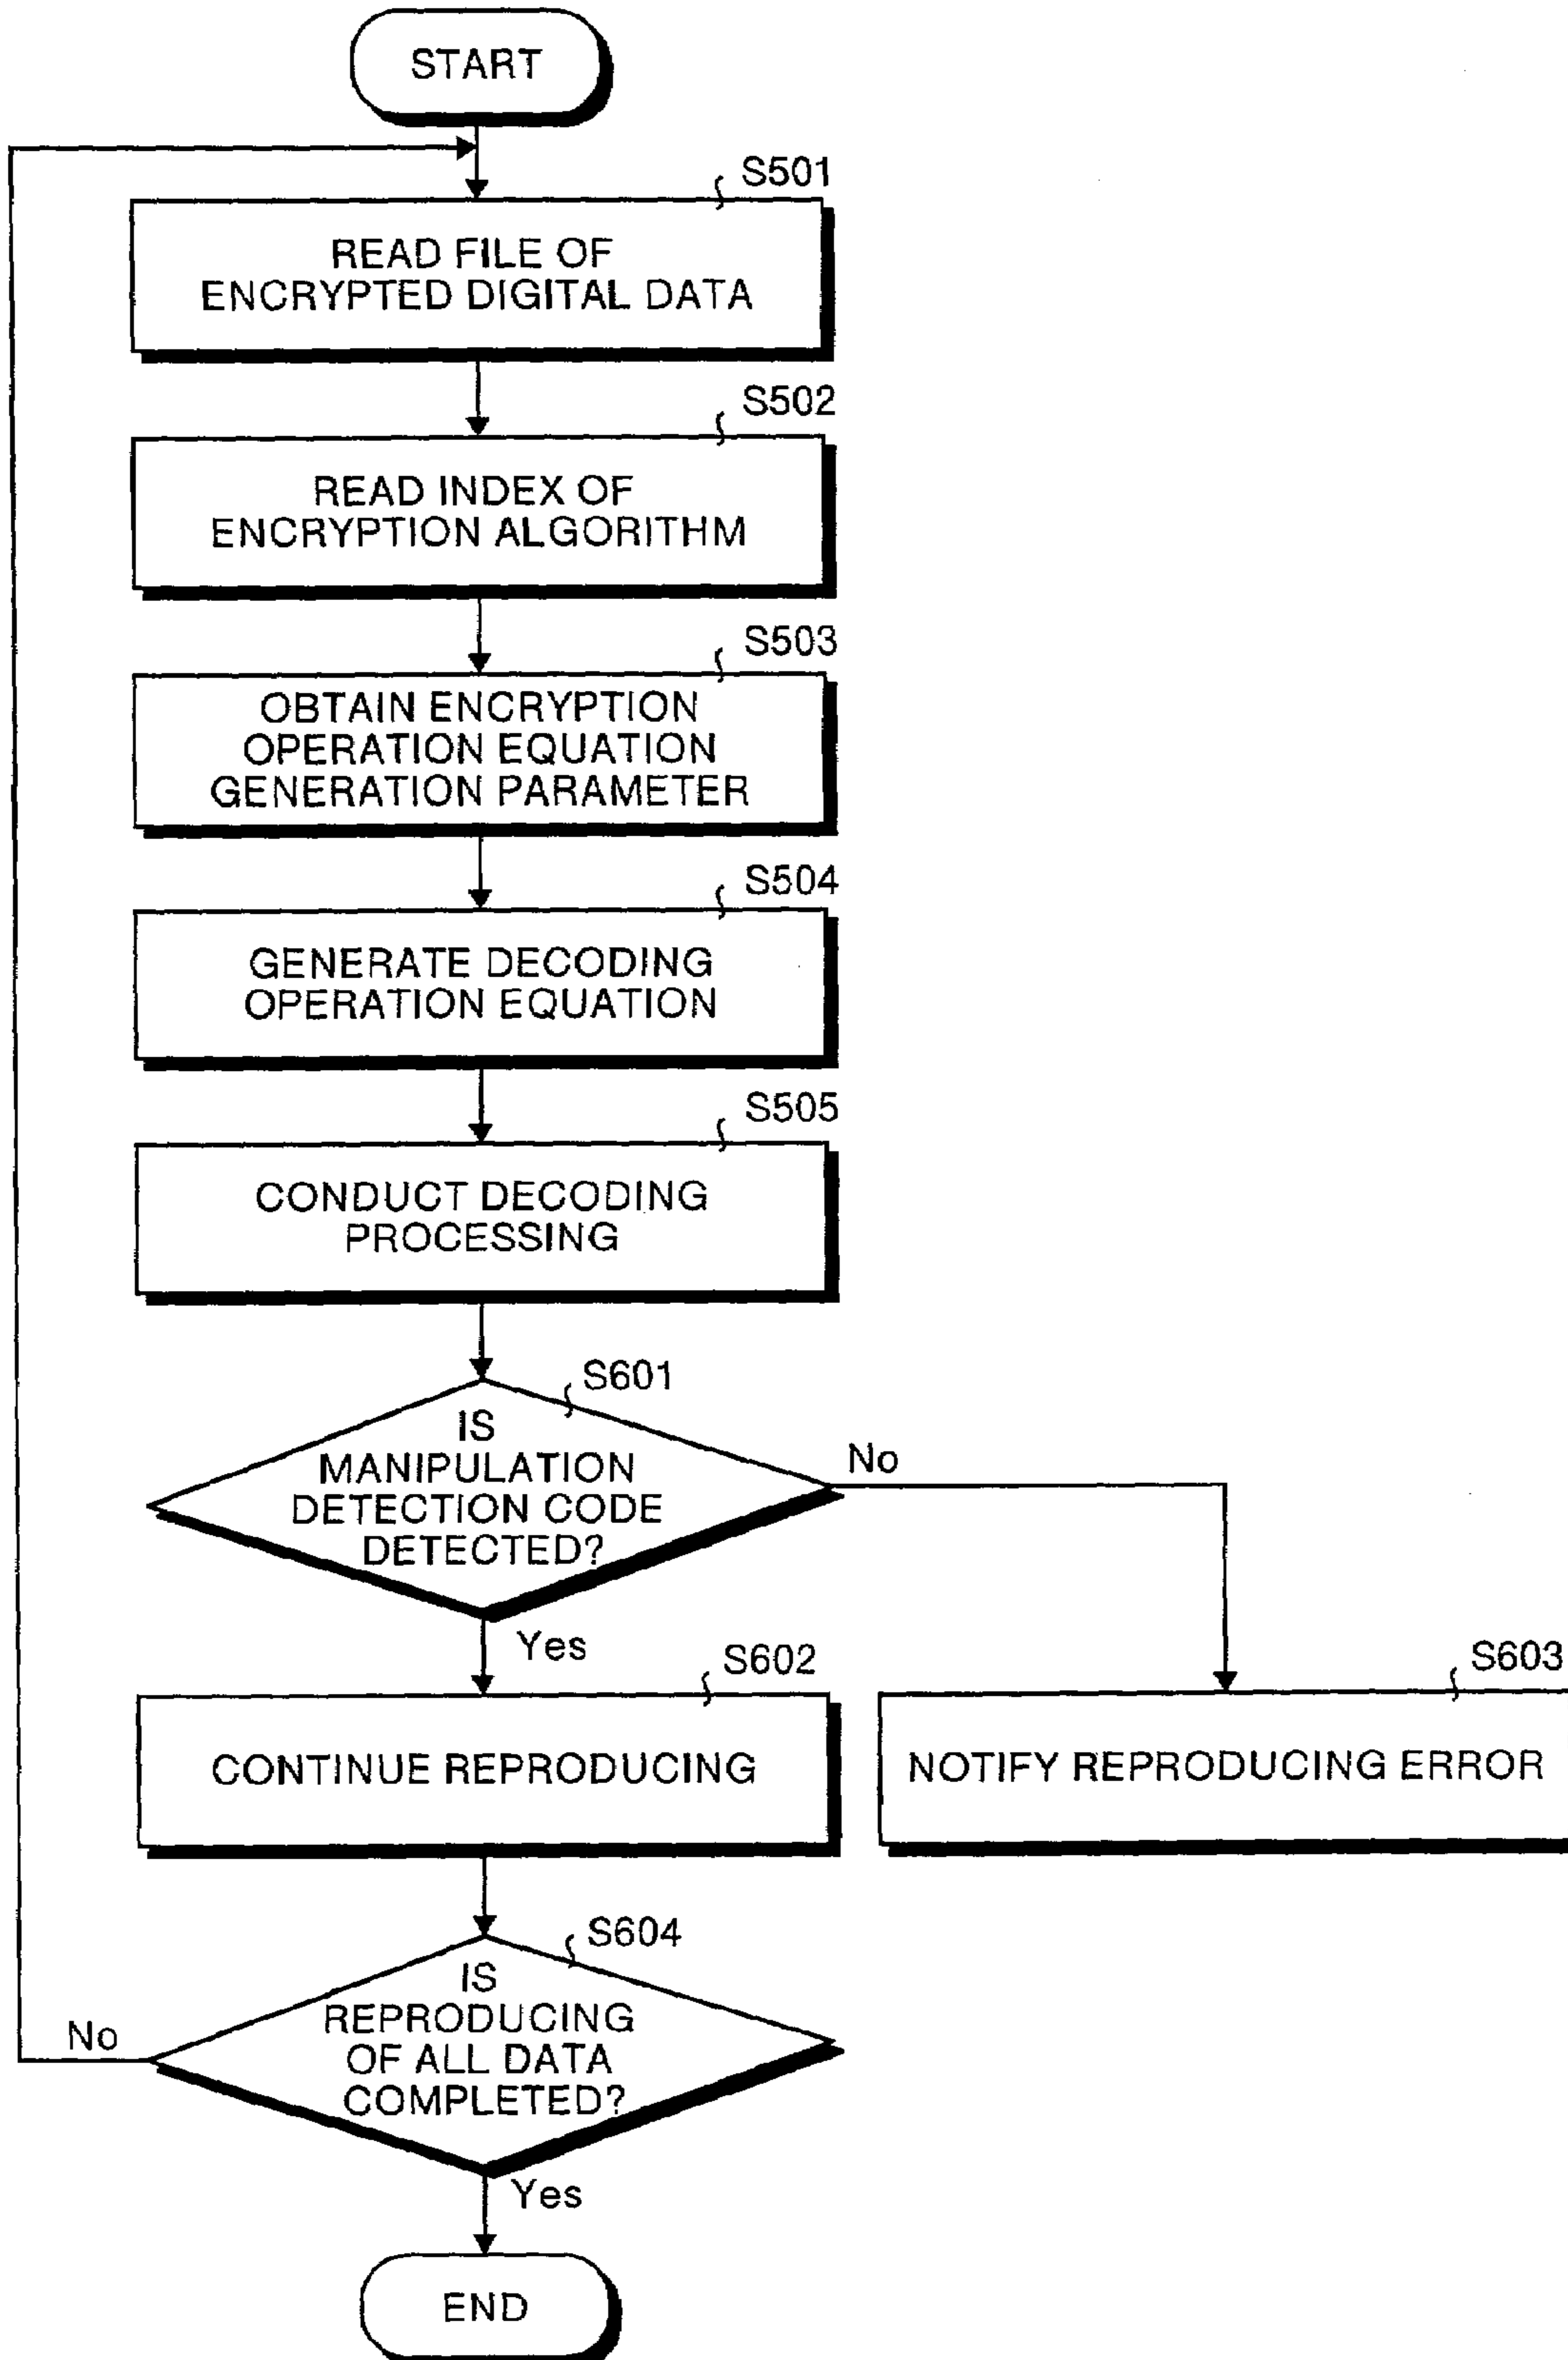 START
S501
READ FILE OF
ENCRYPTED DIGITAL DATA
S502
READ INDEX OF
ENCRYPTION ALGORITHM
S503
OBTAIN ENCRYPTION
OPERATION EQUATION
GENERATION PARAMETER
S504
GENERATE DECODING
OPERATION EQUATION
S505
CONDUCT DECODING
PROCESSING
S601
IS
MANIPULATION
DETECTION CODE
DETECTED?
No
Yes
S602
CONTINUE REPRODUCING
S603
NOTIFY REPRODUCING ERROR
S604
IS
REPRODUCING
OF ALL DATA
COMPLETED?
No
Yes
END